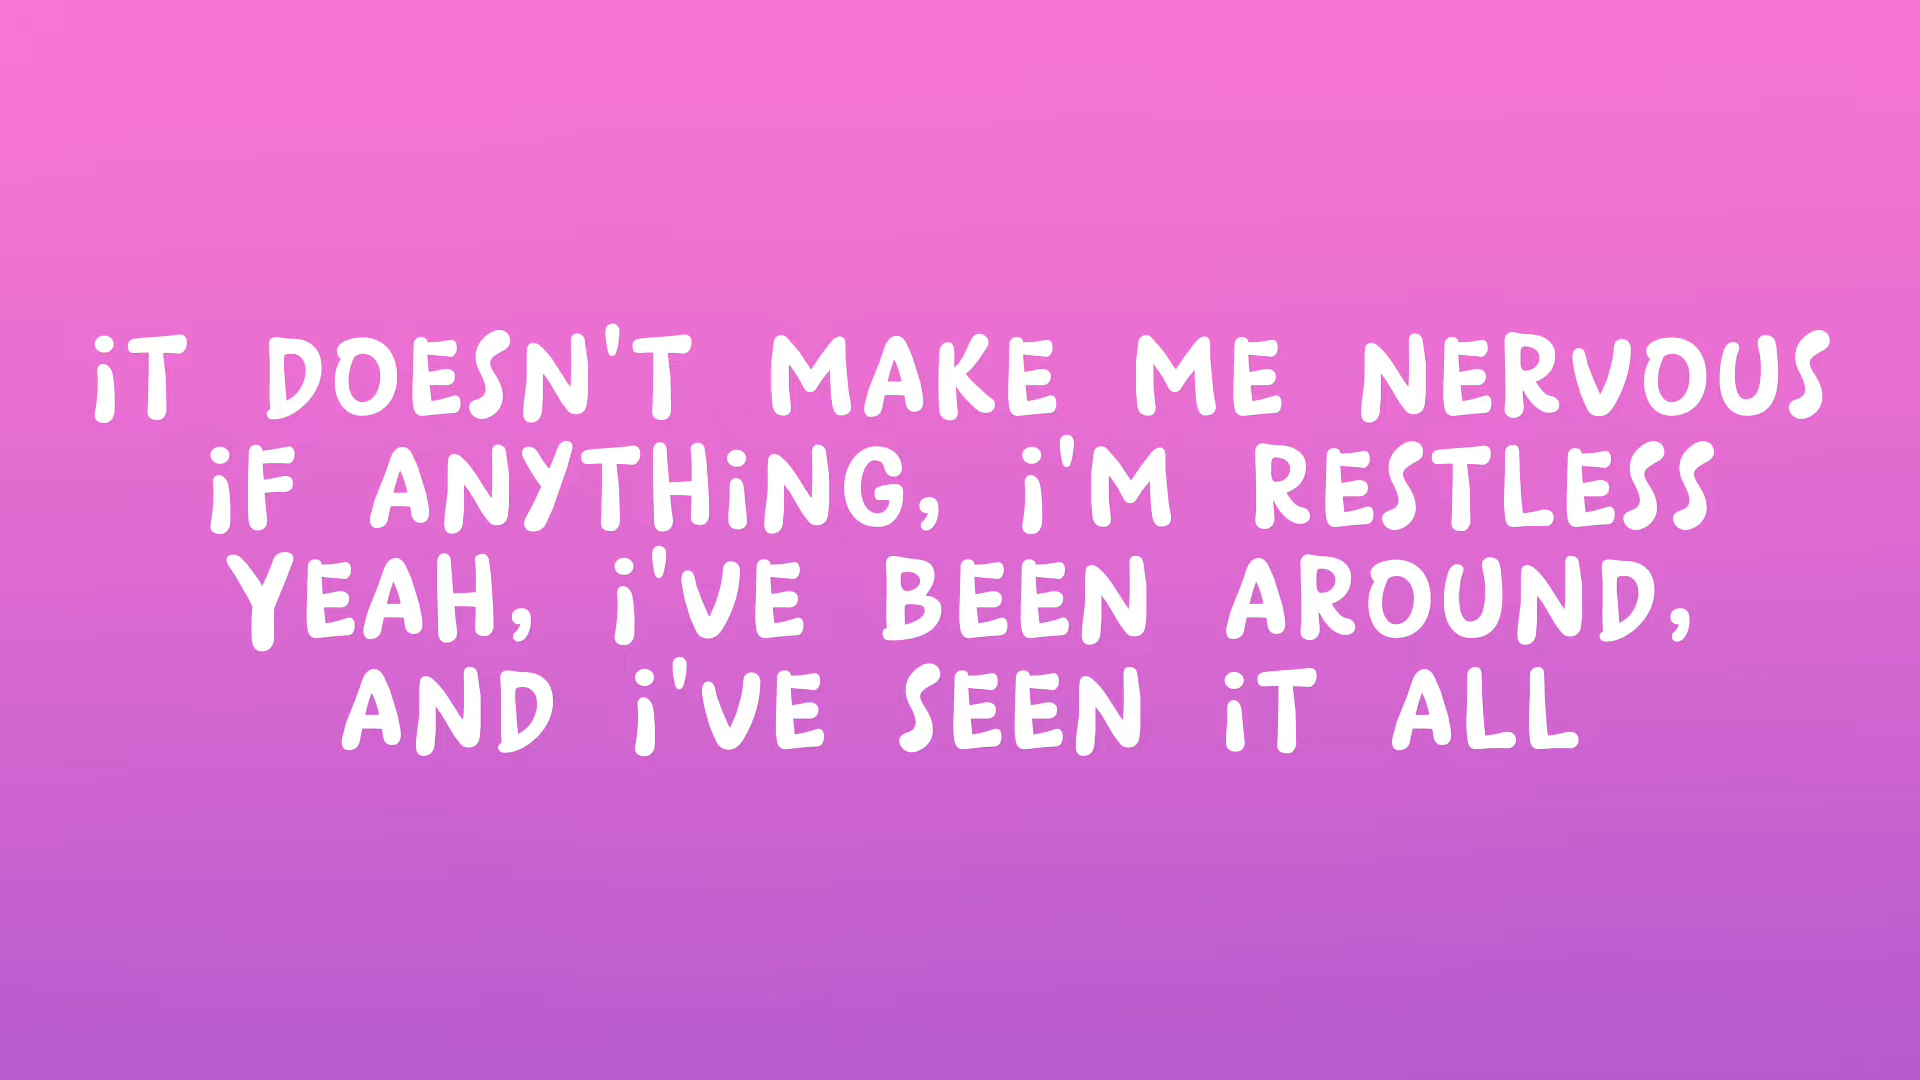 iT DOESN'T MAKE ME NERVOUS
iF ANYTHiNG, i'M RESTLESS
YEAH, i'VE BEEN AROUND,
AND i'VE SEEN iT ALL